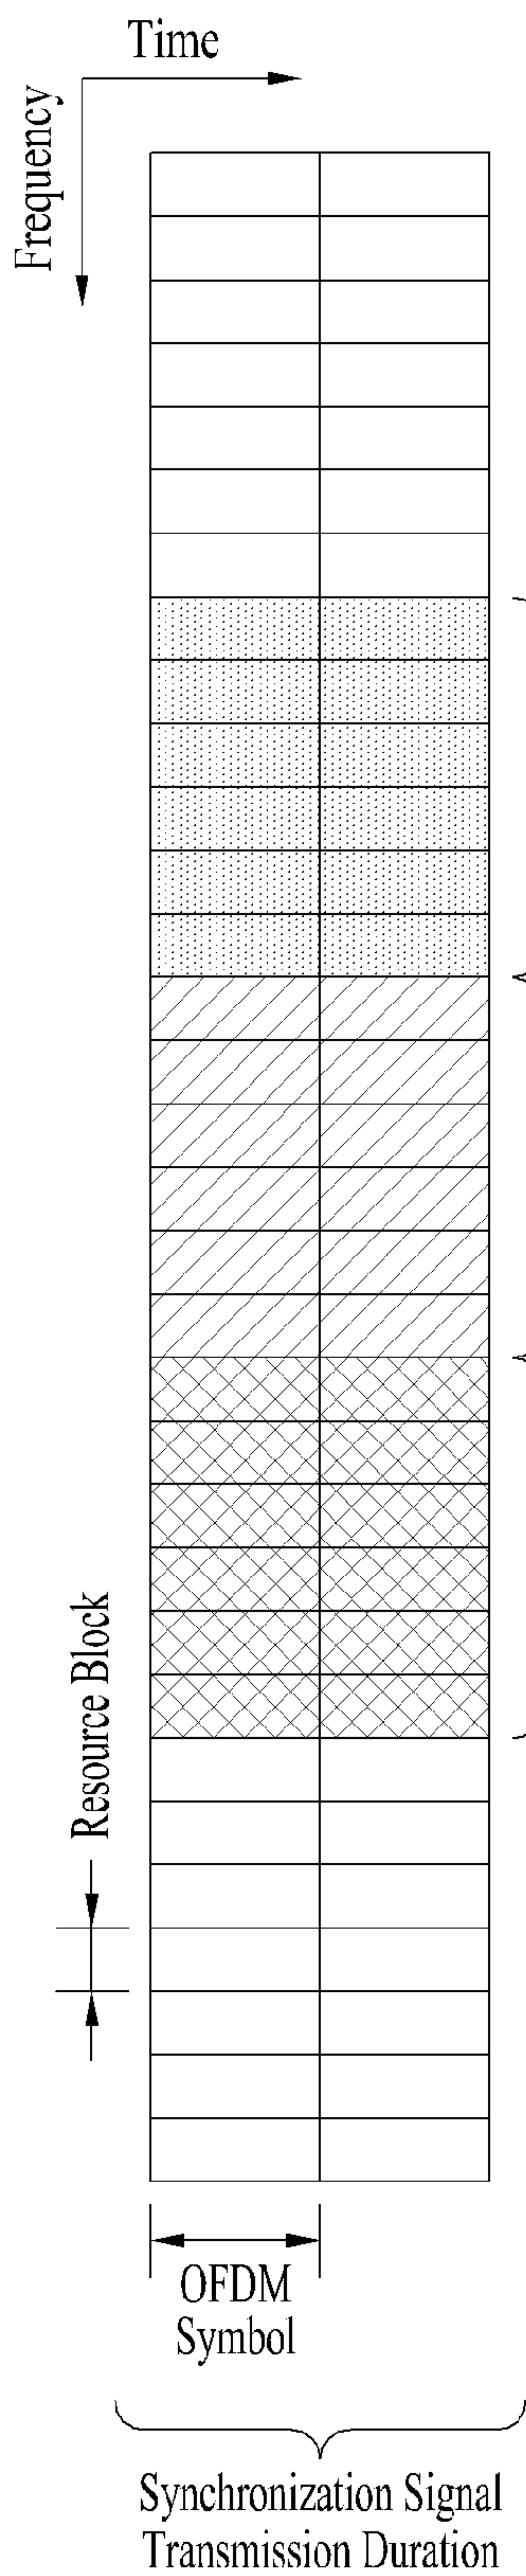 Time
Frequency
Resource Block
OFDM
Symbol
Synchronization Signal
Transmission Duration